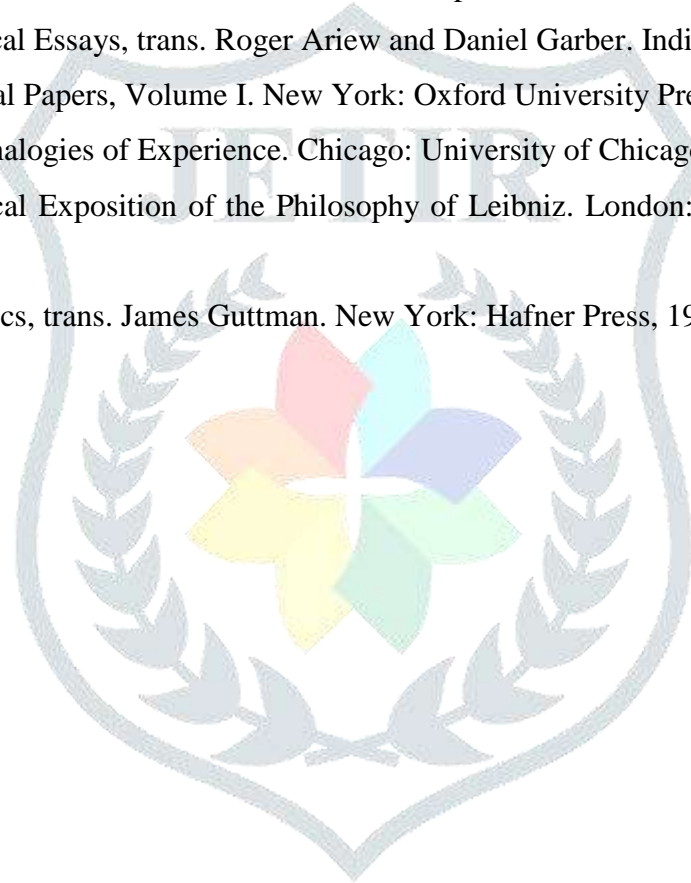 cal Essays, trans. Roger Ariew and Daniel Garber. Indi
al Papers, Volume I. New York: Oxford University Pre
nalogies of Experience. Chicago: University of Chicago
cal Exposition of the Philosophy of Leibniz. London:
JETIR
cs, trans. James Guttman. New York: Hafner Press, 19